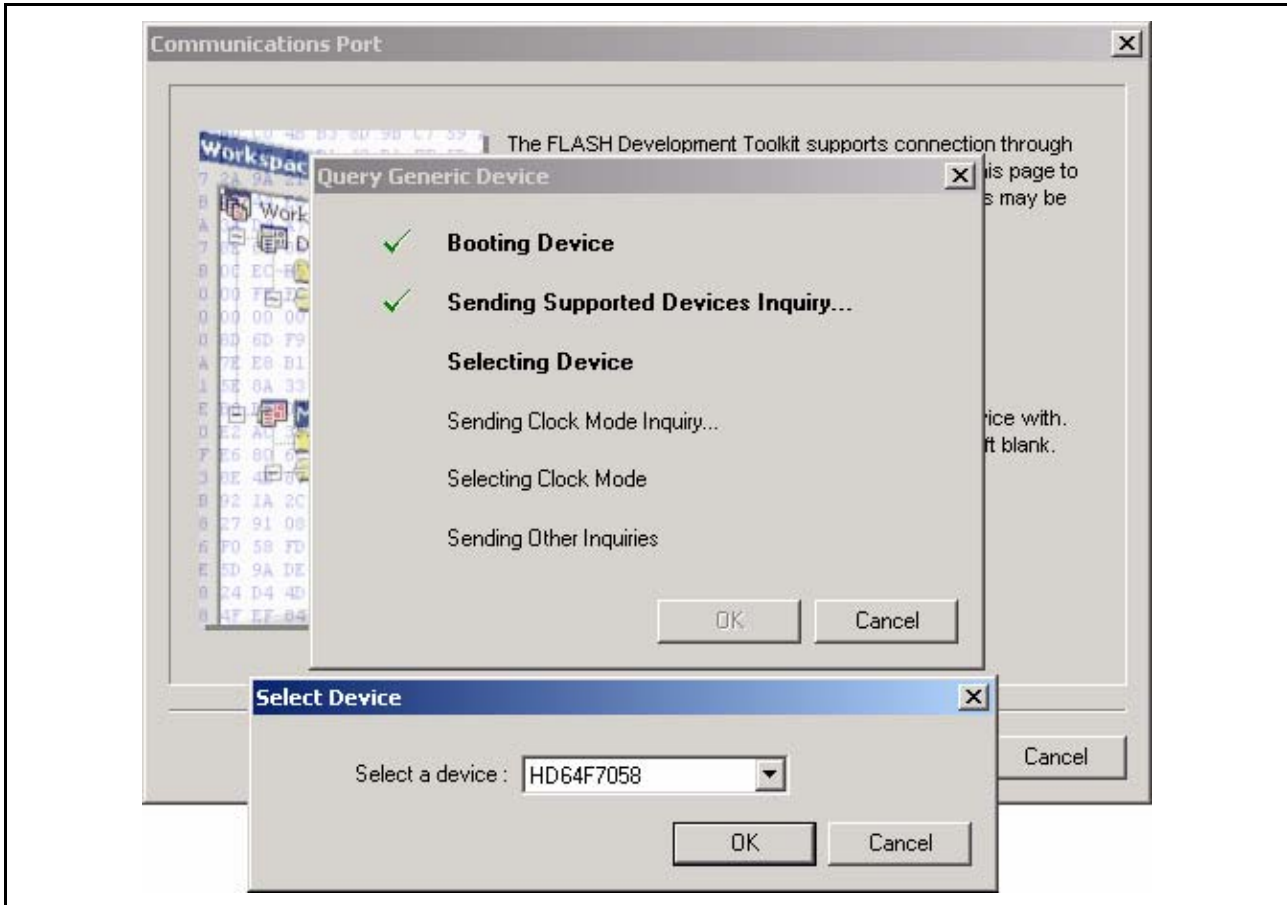 Communications Port
The FLASH Development Toolkit supports connection through
Workspac
is page to
s may be
Work
D
Query Generic Device
Booting Device
Sending Supported Devices Inquiry...
Selecting Device
Sending Clock Mode Inquiry...
Selecting Clock Mode
Sending Other Inquiries
vice with.
ft blank.
OK
Cancel
Select Device
Select a device :
HD64F7058
OK
Cancel
Cancel